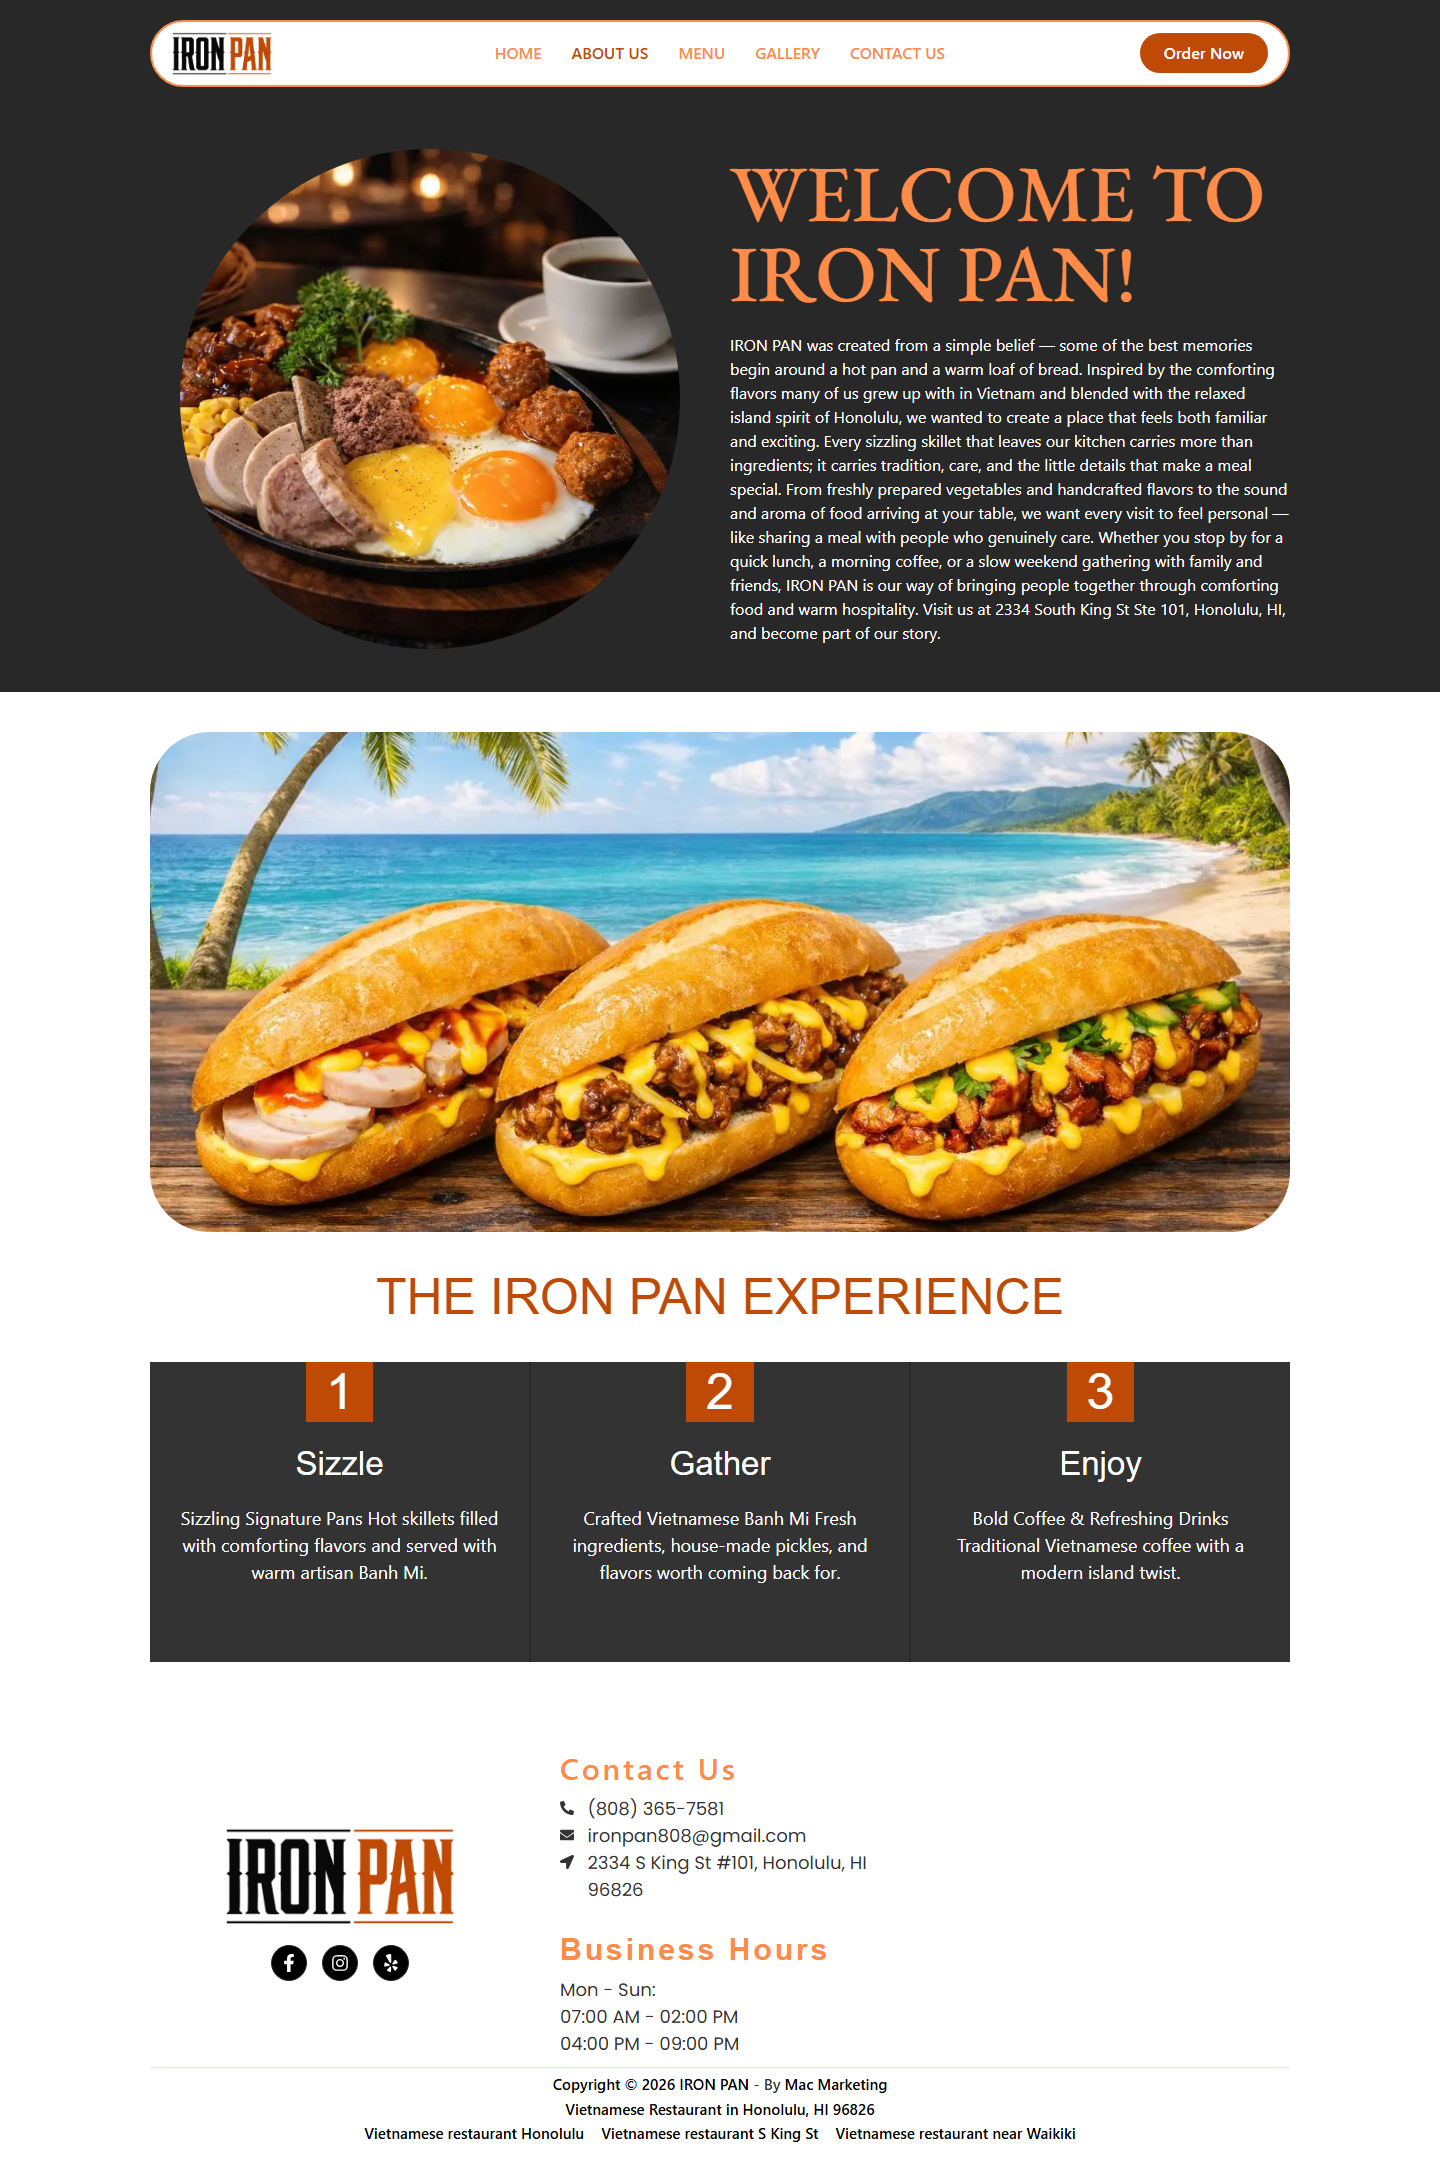 IRON PAN
HOME ABOUT US MENU GALLERY CONTACT US
Order Now
WELCOME TO
IRON PAN!
IRON PAN was created from a simple belief — some of the best memories
begin around a hot pan and a warm loaf of bread. Inspired by the comforting
flavors many of us grew up with in Vietnam and blended with the relaxed
island spirit of Honolulu, we wanted to create a place that feels both familiar
and exciting. Every sizzling skillet that leaves our kitchen carries more than
ingredients; it carries tradition, care, and the little details that make a meal
special. From freshly prepared vegetables and handcrafted flavors to the sound
and aroma of food arriving at your table, we want every visit to feel personal —
like sharing a meal with people who genuinely care. Whether you stop by for a
quick lunch, a morning coffee, or a slow weekend gathering with family and
friends, IRON PAN is our way of bringing people together through comforting
food and warm hospitality. Visit us at 2334 South King St Ste 101, Honolulu, HI,
and become part of our story.
THE IRON PAN EXPERIENCE
1
Sizzle
Sizzling Signature Pans Hot skillets filled
with comforting flavors and served with
warm artisan Banh Mi.
2
Gather
Crafted Vietnamese Banh Mi Fresh
ingredients, house-made pickles, and
flavors worth coming back for.
3
Enjoy
Bold Coffee & Refreshing Drinks
Traditional Vietnamese coffee with a
modern island twist.
IRON PAN
Contact Us
(808) 365-7581
ironpan808@gmail.com
2334 S King St #101, Honolulu, HI
96826
Business Hours
Mon - Sun:
07:00 AM - 02:00 PM
04:00 PM - 09:00 PM
Copyright © 2026 IRON PAN - By Mac Marketing
Vietnamese Restaurant in Honolulu, HI 96826
Vietnamese restaurant Honolulu Vietnamese restaurant S King St Vietnamese restaurant near Waikiki